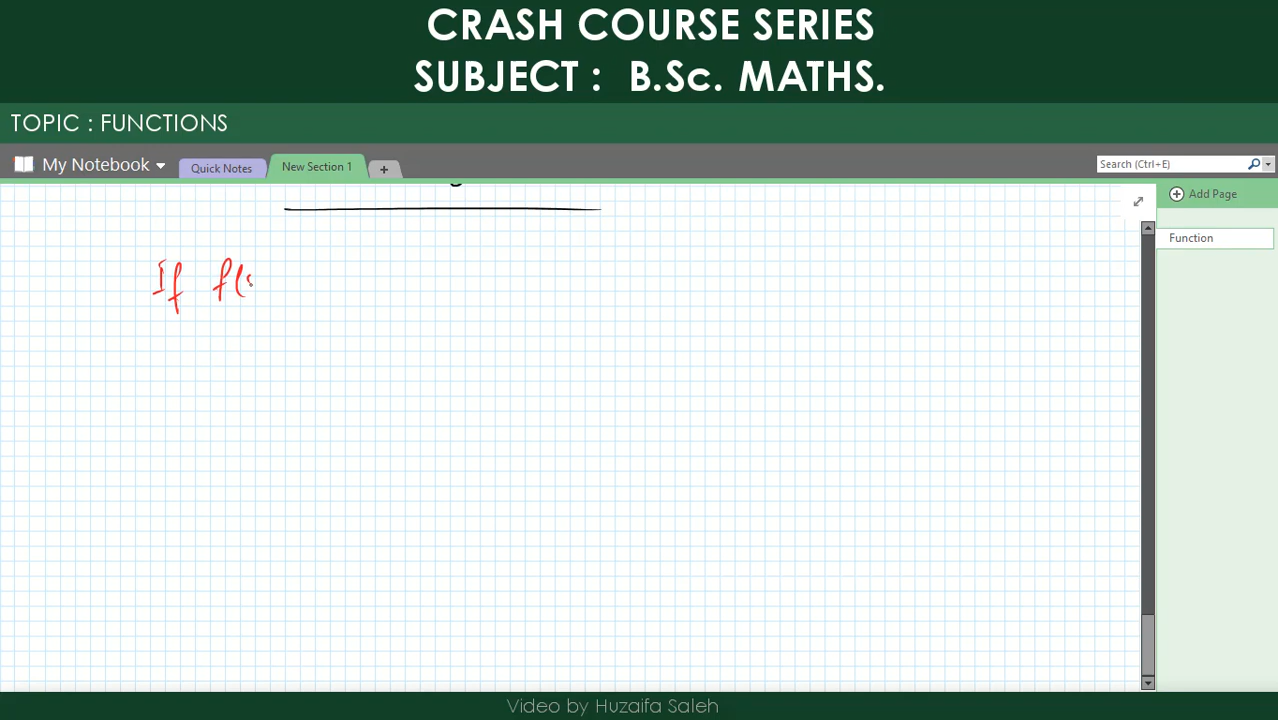 CRASH COURSE SERIES
SUBJECT : B.Sc. MATHS.
TOPIC : FUNCTIONS
My Notebook
Quick Notes
New Section 1
+
Search (Ctrl+E)
Add Page
Function
If f(
Video by Huzaifa Saleh